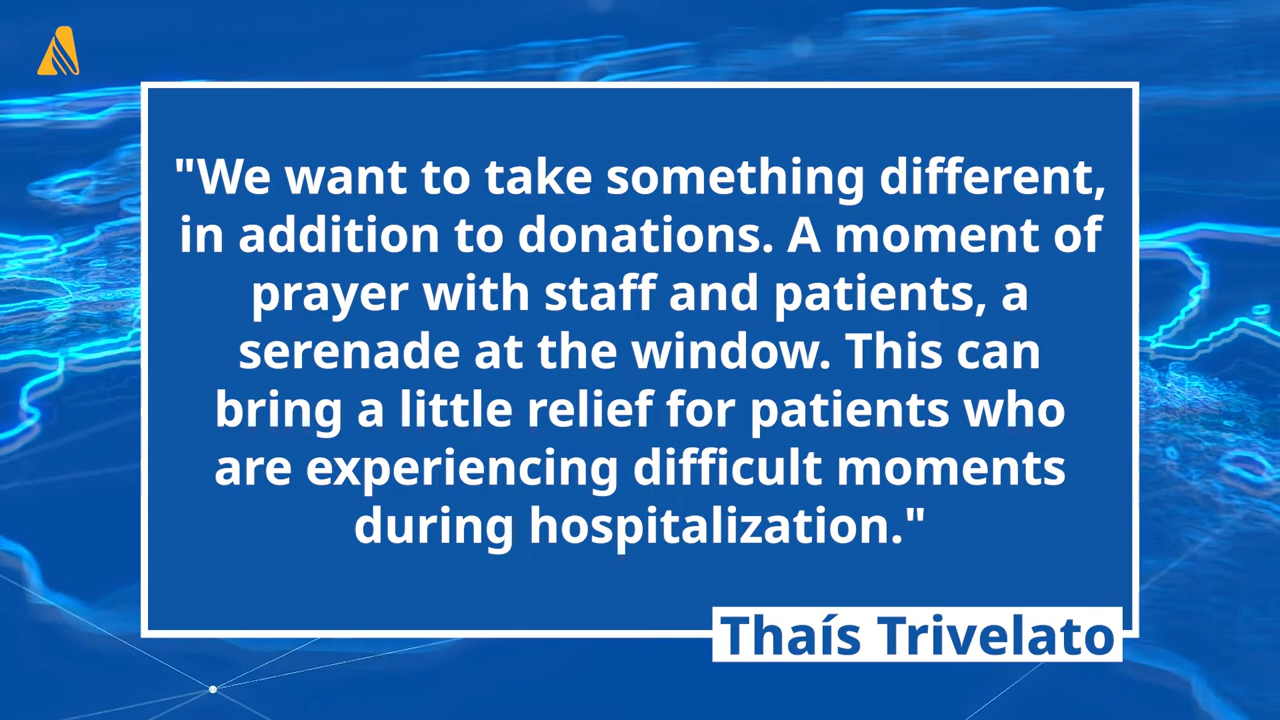 "We want to take something different,
in addition to donations. A moment of
prayer with staff and patients, a
serenade at the window. This can
bring a little relief for patients who
are experiencing difficult moments
during hospitalization."
Thaís Trivelato